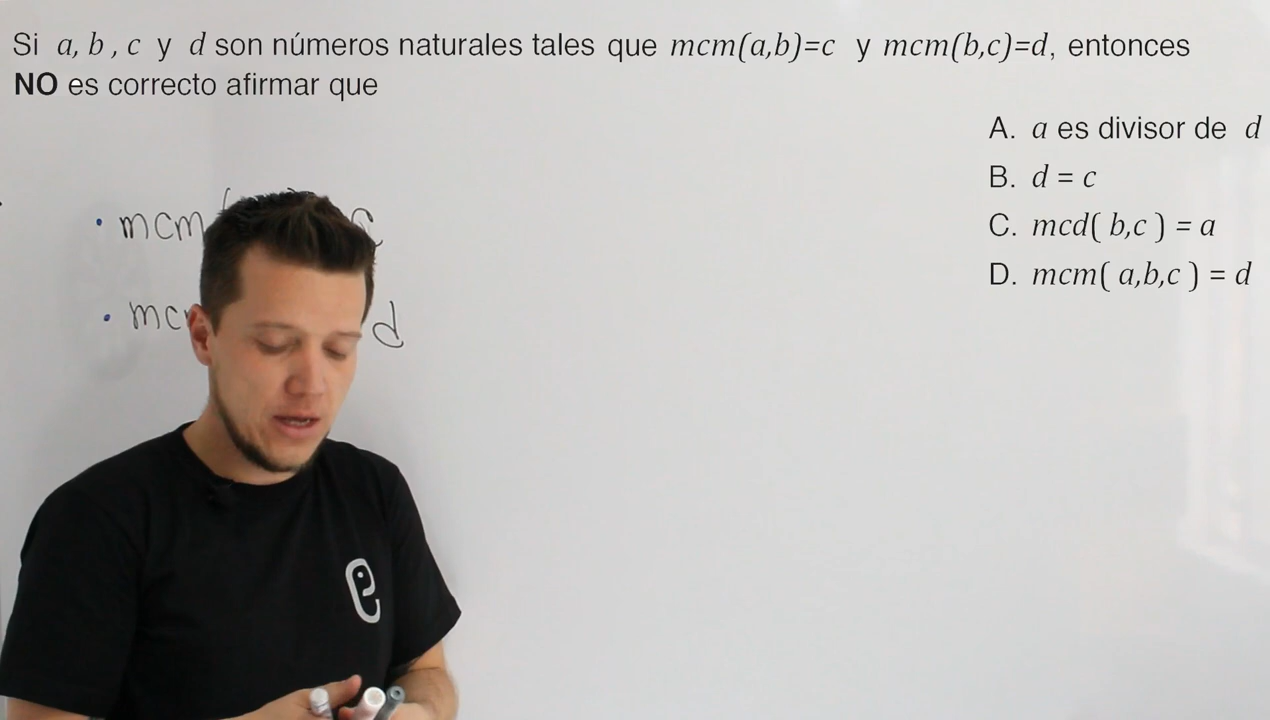 Si a, b , c y d son números naturales tales que mcm(a,b)=c y mcm(b,c)=d, entonces
NO es correcto afirmar que
A. a es divisor de d
B. d = c
C. mcd( b,c ) = a
D. mcm( a,b,c ) = d
• mcm ( c
• mc d
e